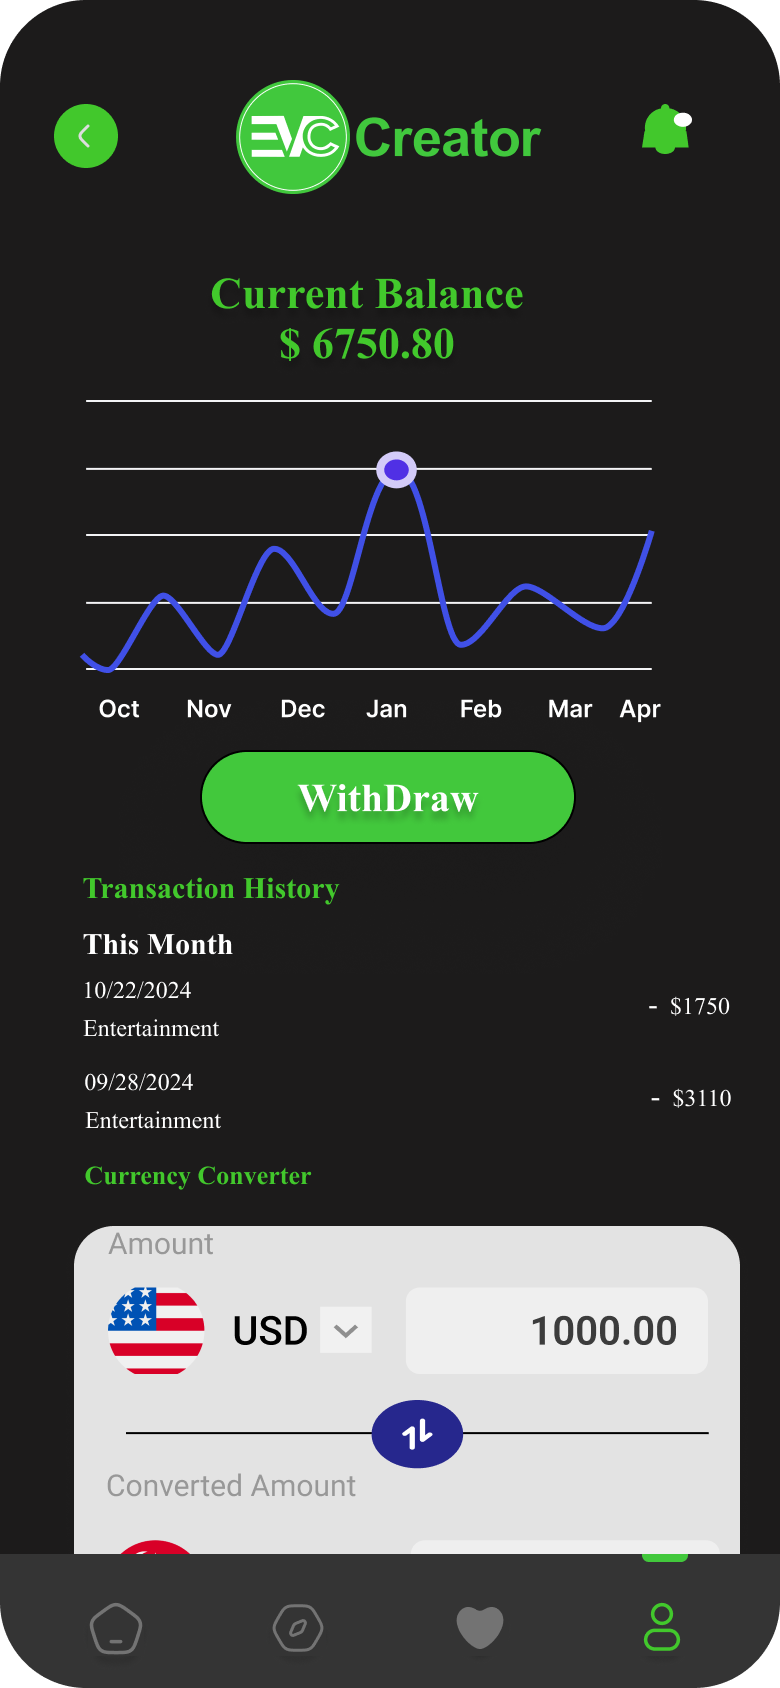 EVC Creator
Current Balance
$ 6750.80
Oct Nov Dec Jan Feb Mar Apr
WithDraw
Transaction History
This Month
10/22/2024
- $1750
Entertainment
09/28/2024
- $3110
Entertainment
Currency Converter
Amount
USD 1000.00
Converted Amount